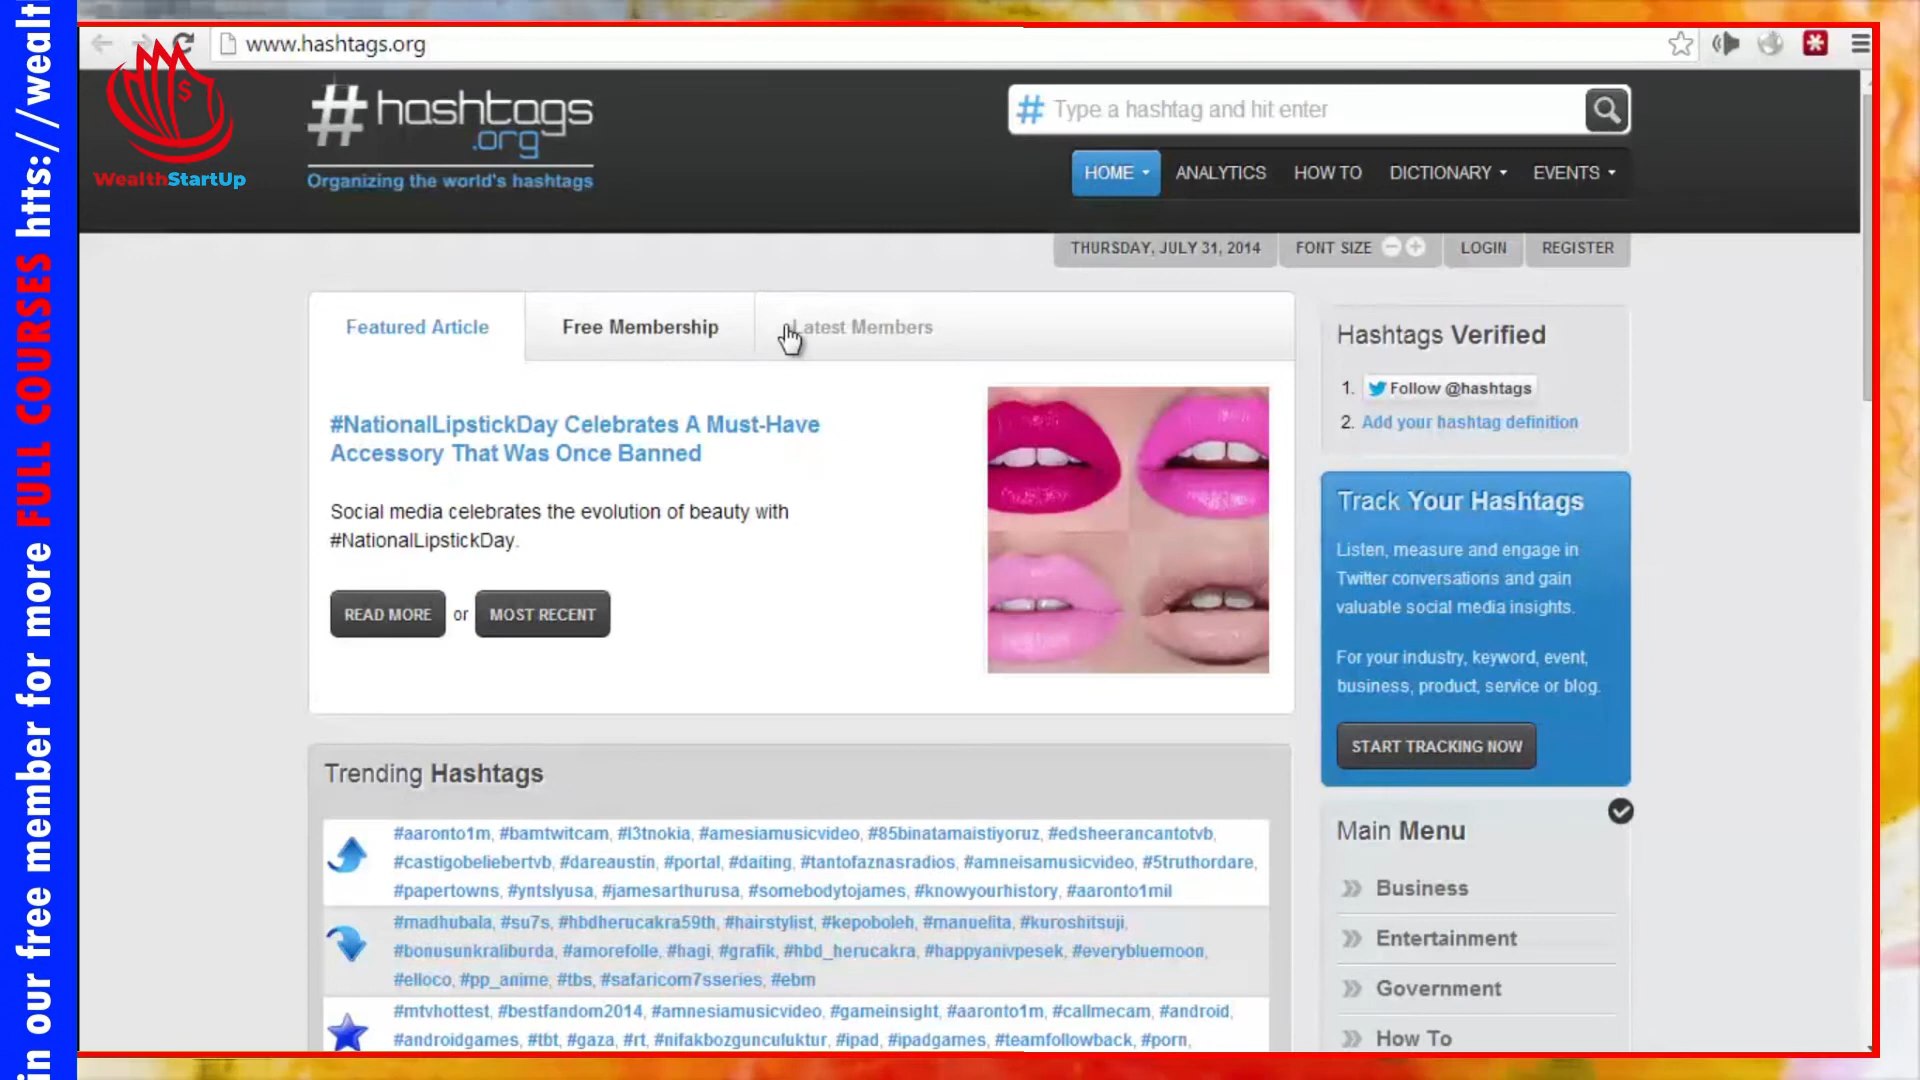 in our free member for more FULL COURSES htts://wealt
www.hashtags.org
WealthStartUp
$
#hashtags
.org
Organizing the world's hashtags
# Type a hashtag and hit enter
HOME ANALYTICS HOW TO DICTIONARY EVENTS
THURSDAY, JULY 31, 2014 FONT SIZE LOGIN REGISTER
Featured Article Free Membership Latest Members
#NationalLipstickDay Celebrates A Must-Have
Accessory That Was Once Banned
Social media celebrates the evolution of beauty with
#NationalLipstickDay.
READ MORE or MOST RECENT
Hashtags Verified
1. Follow @hashtags
2. Add your hashtag definition
Track Your Hashtags
Listen, measure and engage in
Twitter conversations and gain
valuable social media insights.
For your industry, keyword, event,
business, product, service or blog.
START TRACKING NOW
Trending Hashtags
#aaronto1m, #bamtwitcam, #l3tnokia, #amesiamusicvideo, #85binatamaistiyoruz, #edsheerancantotvb,
#castigobeliebertvb, #dareaustin, #portal, #daiting, #tantofaznasradios, #amneisamusicvideo, #5truthordare,
#papertowns, #yntslyusa, #jamesarthurusa, #somebodytojames, #knowyourhistory, #aaronto1mil
#madhubala, #su7s, #hbdherucakra59th, #hairstylist, #kepoboleh, #manuelita, #kuroshitsuji,
#bonusunkraliburda, #amorefolle, #hagi, #grafik, #hbd_herucakra, #happyanivpesek, #everybluemoon,
#elloco, #pp_anime, #tbs, #safaricom7sseries, #ebm
#mtvhottest, #bestfandom2014, #amnesiamusicvideo, #gameinsight, #aaronto1m, #callmecam, #android,
#androidgames, #tbt, #gaza, #rt, #nifakbozgunculuktur, #ipad, #ipadgames, #teamfollowback, #porn,
Main Menu
Business
Entertainment
Government
How To